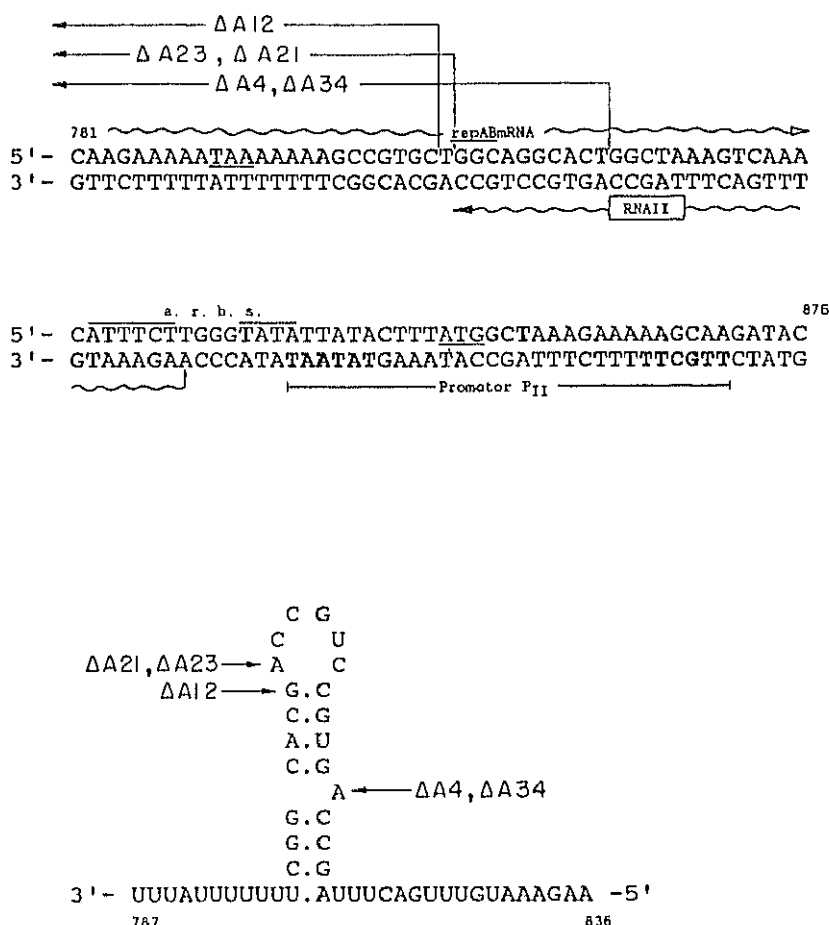 ΔA12
ΔA23, ΔA21
ΔA4, ΔA34
781 repABmRNA
5'- CAAGAAAAATAAAAAAAGCCGTGCTGGCAGGCACTGGCTAAAGTCAAA
3'- GTTCTTTTTATTTTTTTCGGCACGACCGTCCGTGACCGATTTCAGTTT
RNAII
a. r. b. s. 876
5'- CATTTCTTGGGTATATTATACTTTATGGCTAAAGAAAAAGCAAGATAC
3'- GTAAAGAACCCATATAATATGAAATACCGATTTCTTTTTCGTTCTATG
Promotor PII
C G
C U
ΔA21, ΔA23 A C
ΔA12 G.C
C.G
A.U
C.G
A ΔA4, ΔA34
G.C
G.C
C.G
3'- UUUAUUUUUUU.AUUUCAGUUUGUAAAGAA -5'
787 836